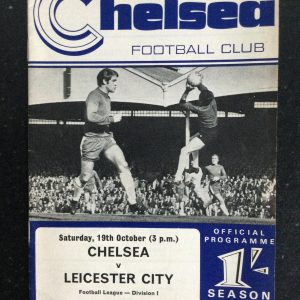 Chelsea
FOOTBALL CLUB
Saturday, 19th October (3 p.m.)
CHELSEA
v
LEICESTER CITY
Football League — Division I
OFFICIAL
PROGRAMME
1/-
SEASON